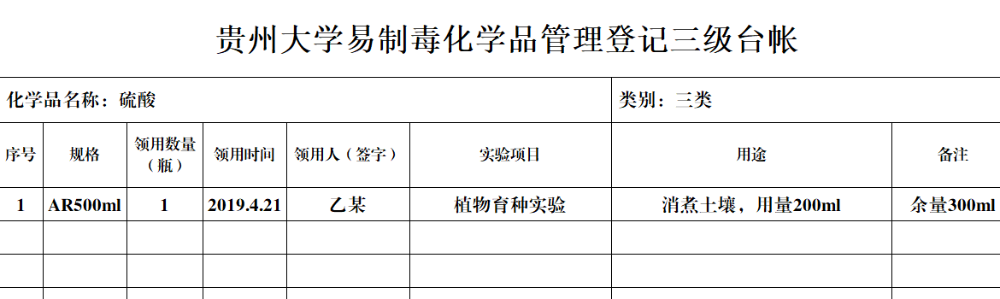 贵州大学易制毒化学品管理登记三级台帐
化学品名称：硫酸 类别：三类
序号 规格 领用数量（瓶） 领用时间 领用人（签字） 实验项目 用途 备注
1 AR500ml 1 2019.4.21 乙某 植物育种实验 消煮土壤，用量200ml 余量300ml